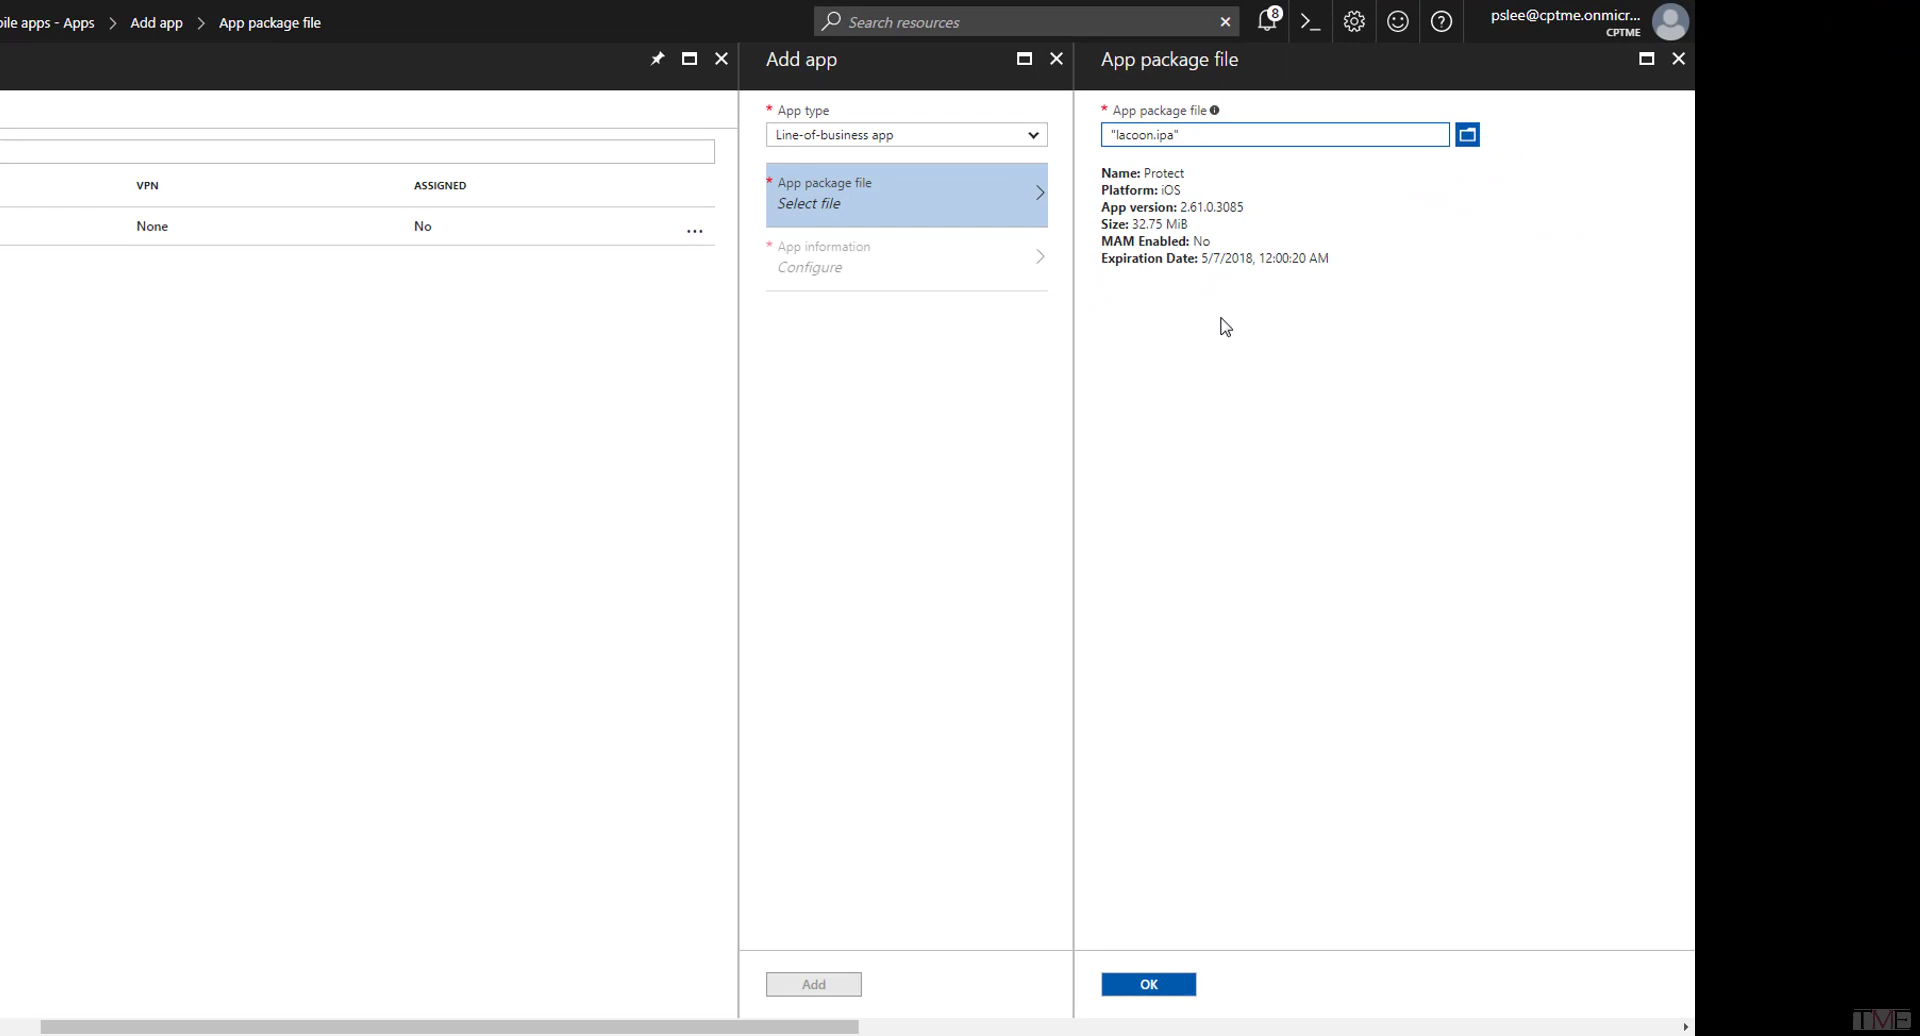 ile apps - Apps > Add app > App package file
Search resources
8
pslee@cptme.onmicr...
CPTME
Add app
App package file
* App type
Line-of-business app
* App package file
Select file
* App information
Configure
* App package file
"lacoon.ipa"
Name: Protect
Platform: iOS
App version: 2.61.0.3085
Size: 32.75 MiB
MAM Enabled: No
Expiration Date: 5/7/2018, 12:00:20 AM
VPN ASSIGNED
None No ...
Add
OK
TME